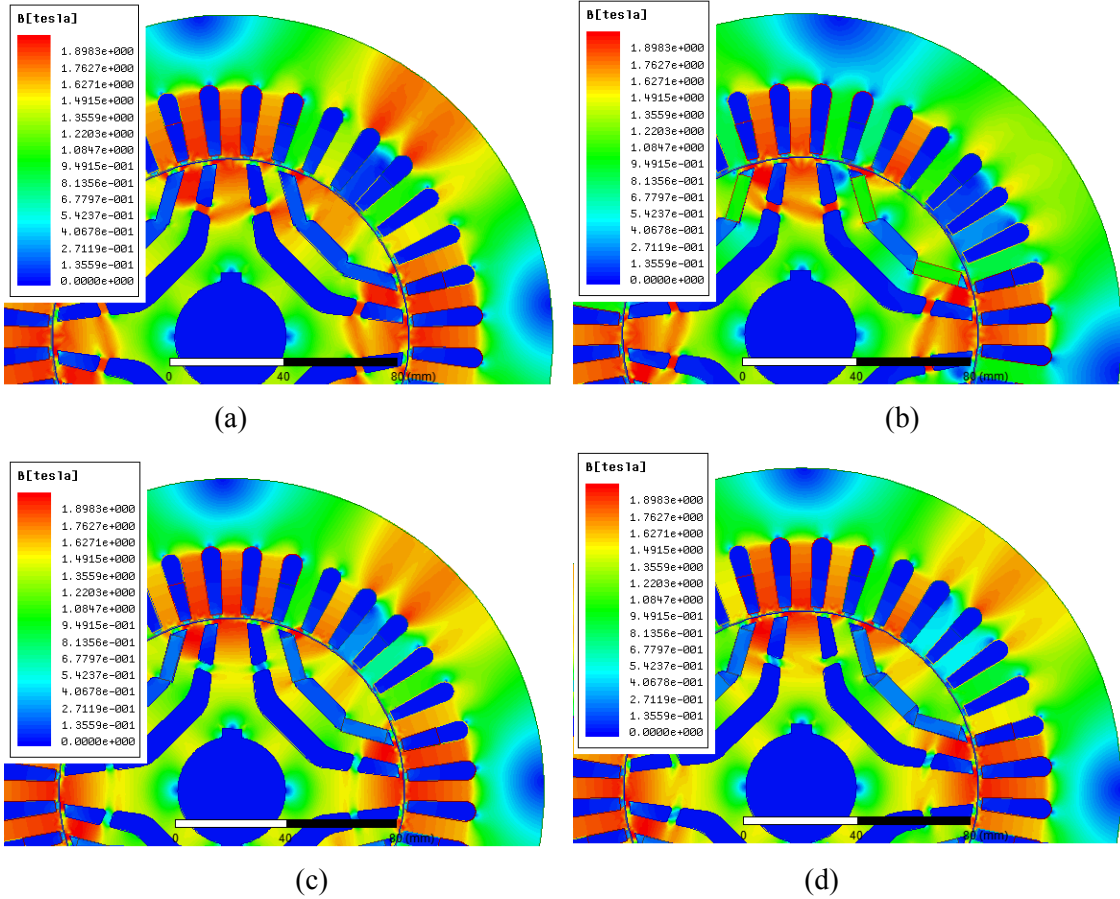 B[tesla]
1.8983e+000
1.7627e+000
1.6271e+000
1.4915e+000
1.3559e+000
1.2203e+000
1.0847e+000
9.4915e-001
8.1356e-001
6.7797e-001
5.4237e-001
4.0678e-001
2.7119e-001
1.3559e-001
0.0000e+000
0 40 80 (mm)
(a)
B[tesla]
1.8983e+000
1.7627e+000
1.6271e+000
1.4915e+000
1.3559e+000
1.2203e+000
1.0847e+000
9.4915e-001
8.1356e-001
6.7797e-001
5.4237e-001
4.0678e-001
2.7119e-001
1.3559e-001
0.0000e+000
0 40 80 (mm)
(b)
B[tesla]
1.8983e+000
1.7627e+000
1.6271e+000
1.4915e+000
1.3559e+000
1.2203e+000
1.0847e+000
9.4915e-001
8.1356e-001
6.7797e-001
5.4237e-001
4.0678e-001
2.7119e-001
1.3559e-001
0.0000e+000
0 40 80 (mm)
(c)
B[tesla]
1.8983e+000
1.7627e+000
1.6271e+000
1.4915e+000
1.3559e+000
1.2203e+000
1.0847e+000
9.4915e-001
8.1356e-001
6.7797e-001
5.4237e-001
4.0678e-001
2.7119e-001
1.3559e-001
0.0000e+000
0 40 80 (mm)
(d)